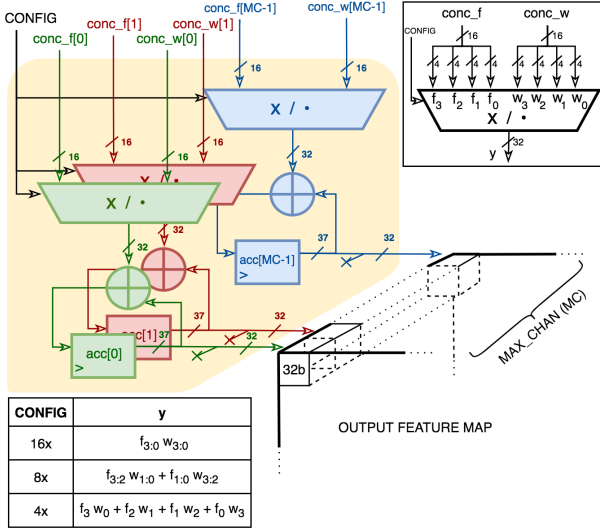 CONFIG
conc_f[MC-1]
conc_w[MC-1]
conc_f[1]
conc_w[1]
conc_f[0]
conc_w[0]
16
16
X / ·
32
16
16
16
16
X / ·
32
32
acc[MC-1]
>
37
32
acc[1]
37
32
acc[0]
>
37
32
CONFIG
conc_f
conc_w
16
16
4
4
4
4
4
4
4
4
f3 f2 f1 f0 w3 w2 w1 w0
X / ·
y
32
MAX_CHAN (MC)
32b
OUTPUT FEATURE MAP
CONFIG y
16x f3:0 w3:0
8x f3:2 w1:0 + f1:0 w3:2
4x f3 w0 + f2 w1 + f1 w2 + f0 w3